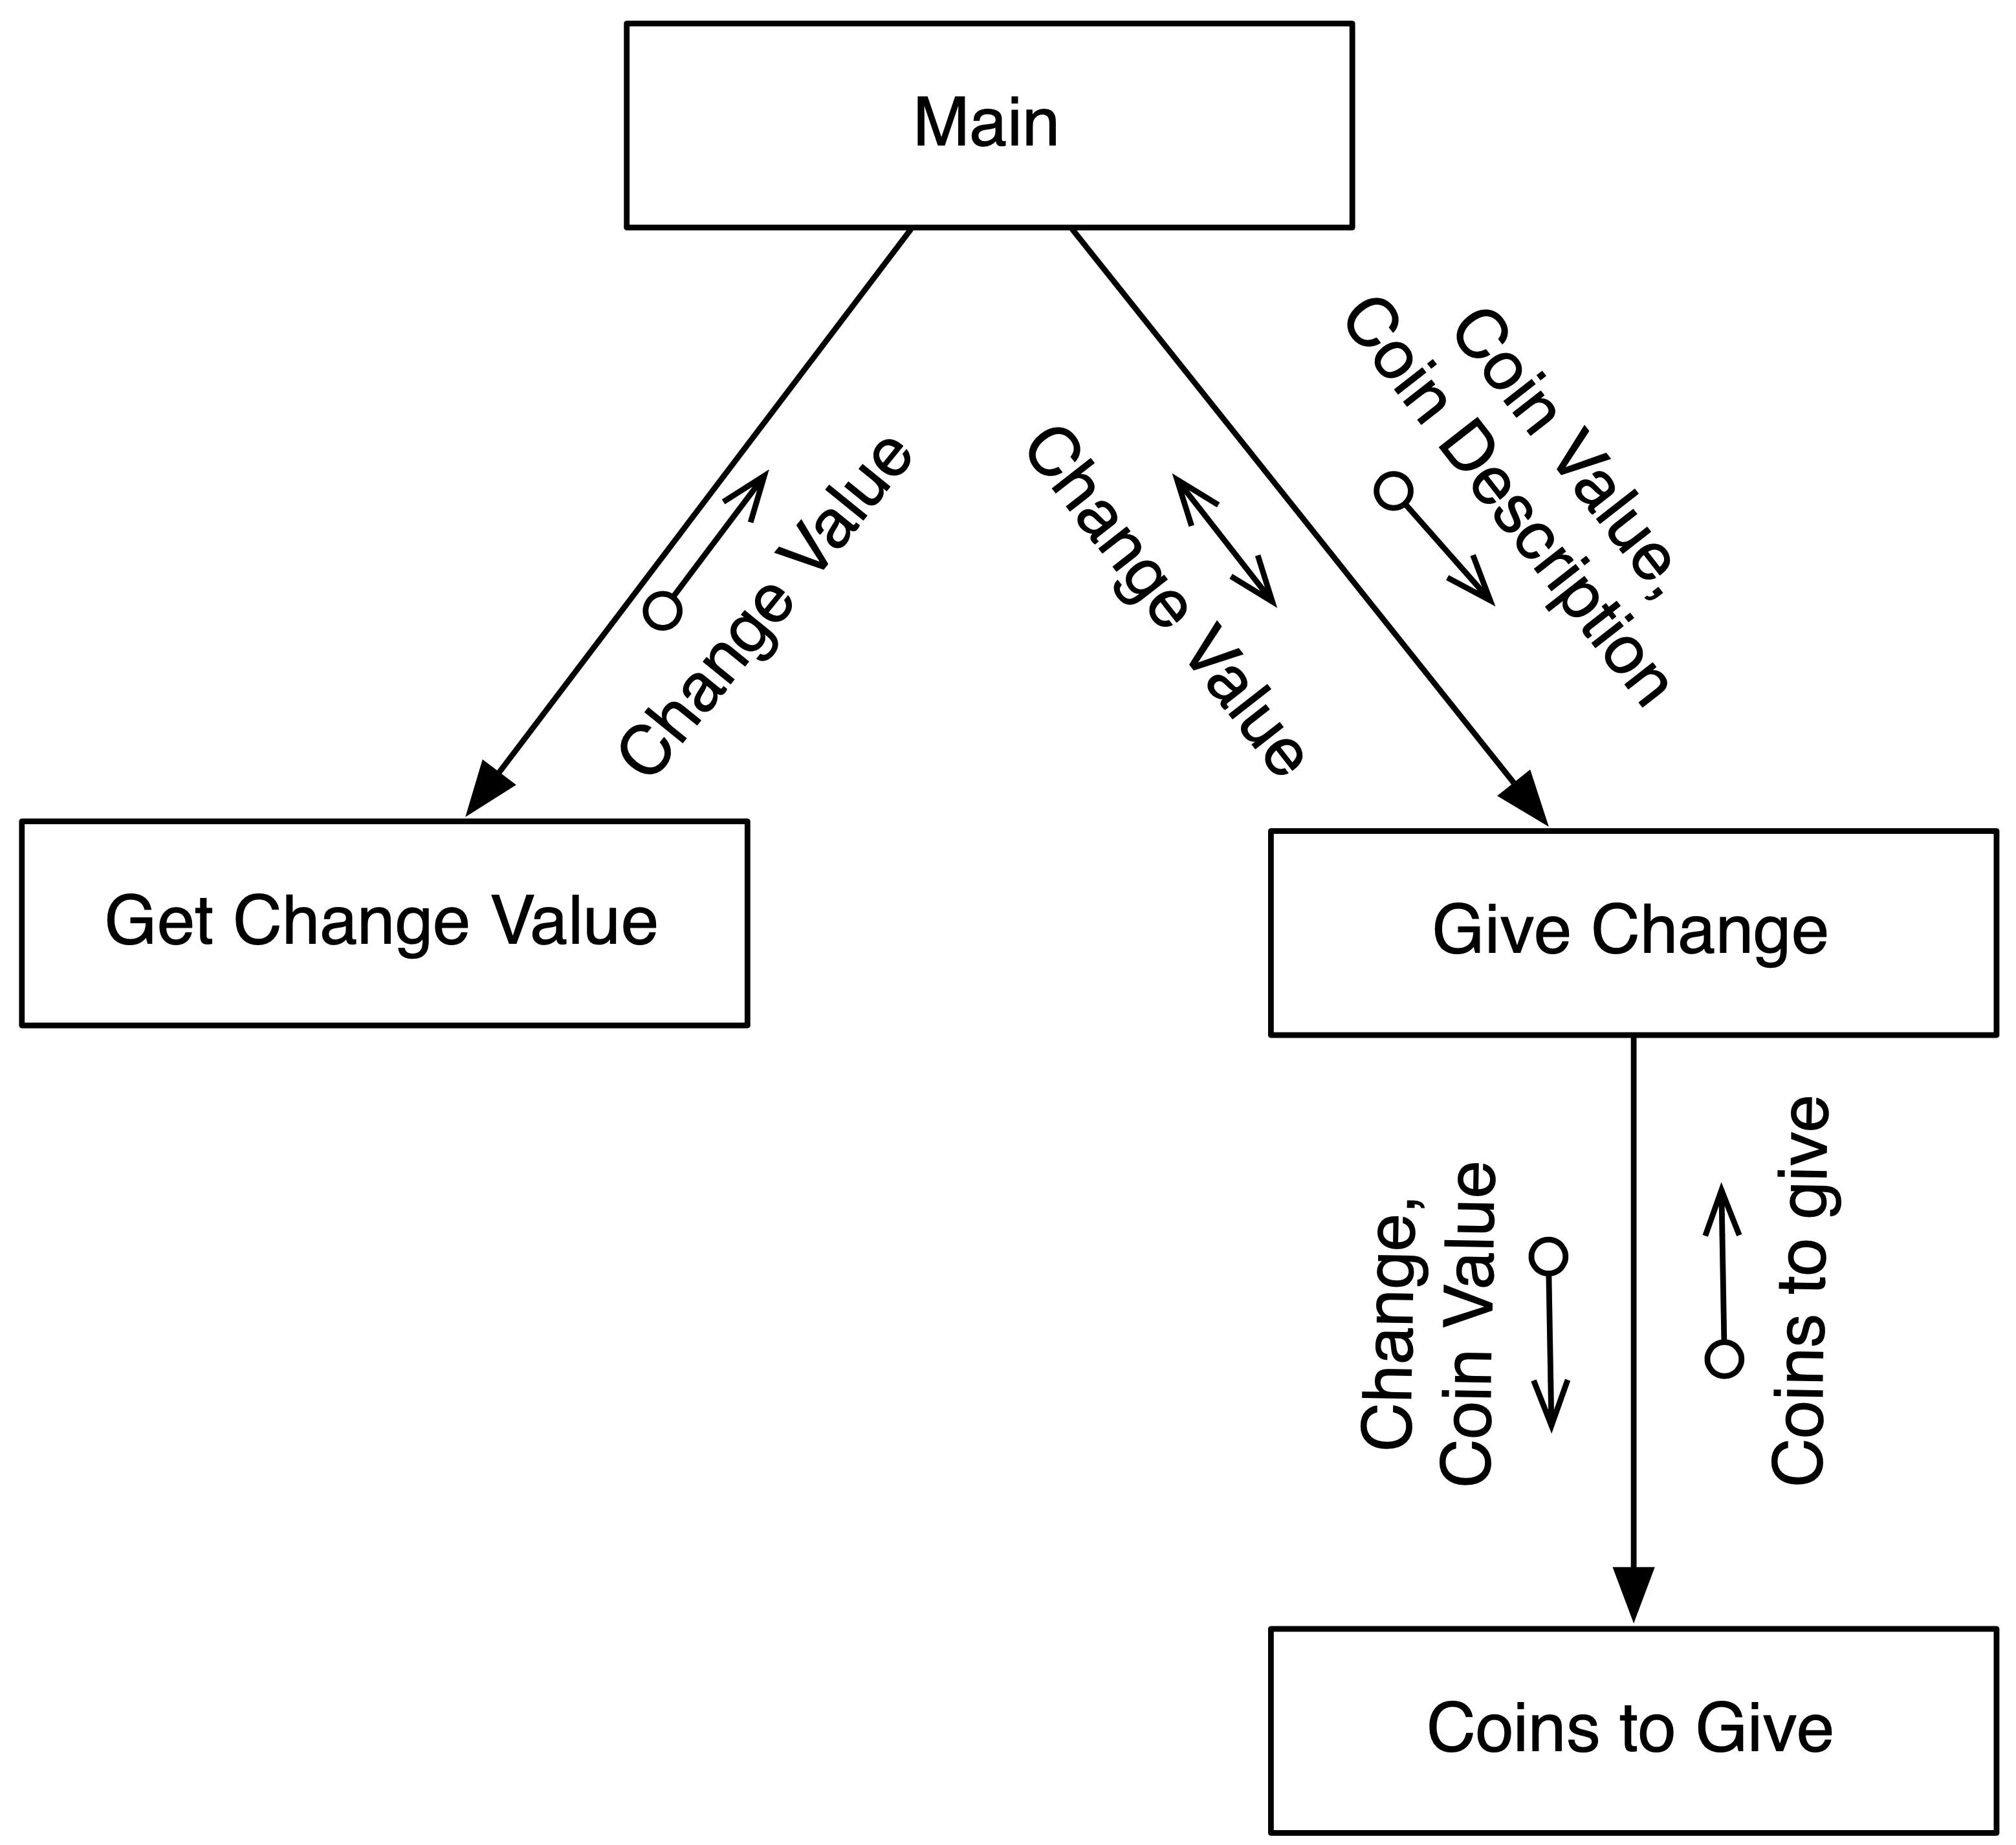 Main
Change Value
Change Value
Coin Value,
Coin Description
Get Change Value
Give Change
Change,
Coin Value
Coins to give
Coins to Give